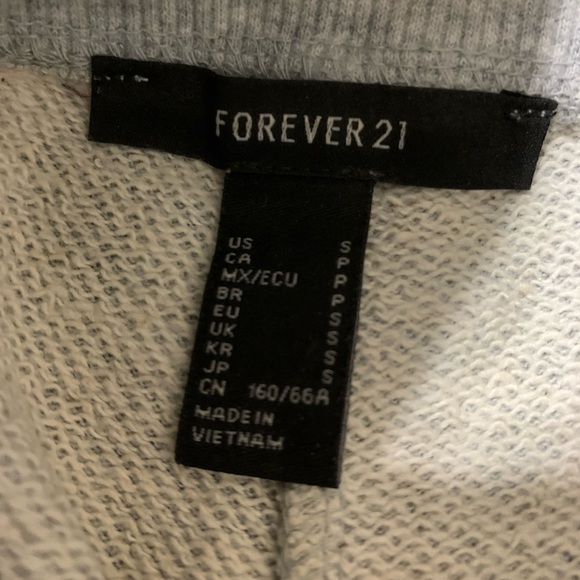 FOREVER 21
US S
CA P
MX/ECU P
BR P
EU S
UK S
KR S
JP S
CN 160/66A
MADE IN
VIETNAM